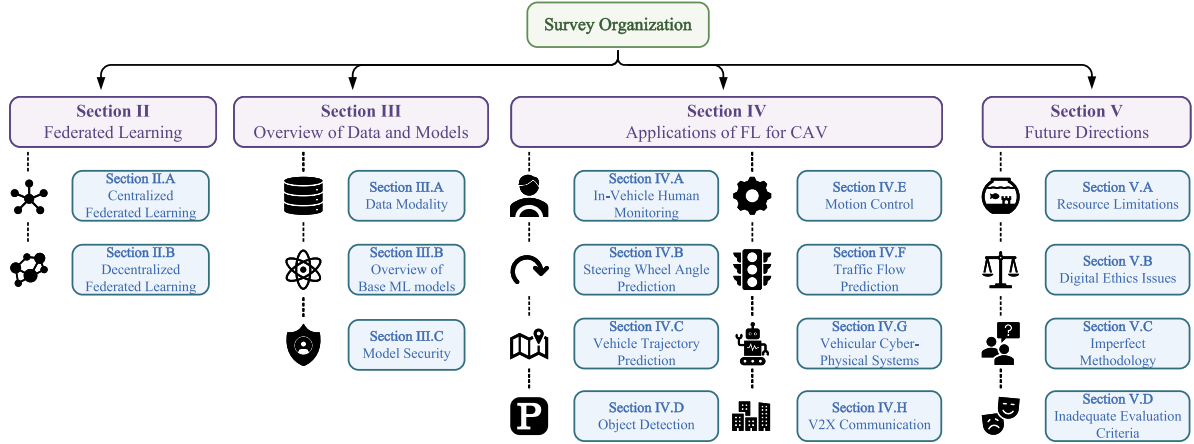 Survey Organization
Section II
Federated Learning
Section II.A
Centralized
Federated Learning
Section II.B
Decentralized
Federated Learning
Section III
Overview of Data and Models
Section III.A
Data Modality
Section III.B
Overview of
Base ML models
Section III.C
Model Security
Section IV
Applications of FL for CAV
Section IV.A
In-Vehicle Human
Monitoring
Section IV.B
Steering Wheel Angle
Prediction
Section IV.C
Vehicle Trajectory
Prediction
P
Section IV.D
Object Detection
Section IV.E
Motion Control
Section IV.F
Traffic Flow
Prediction
Section IV.G
Vehicular Cyber-
Physical Systems
Section IV.H
V2X Communication
Section V
Future Directions
Section V.A
Resource Limitations
Section V.B
Digital Ethics Issues
?
Section V.C
Imperfect
Methodology
Section V.D
Inadequate Evaluation
Criteria